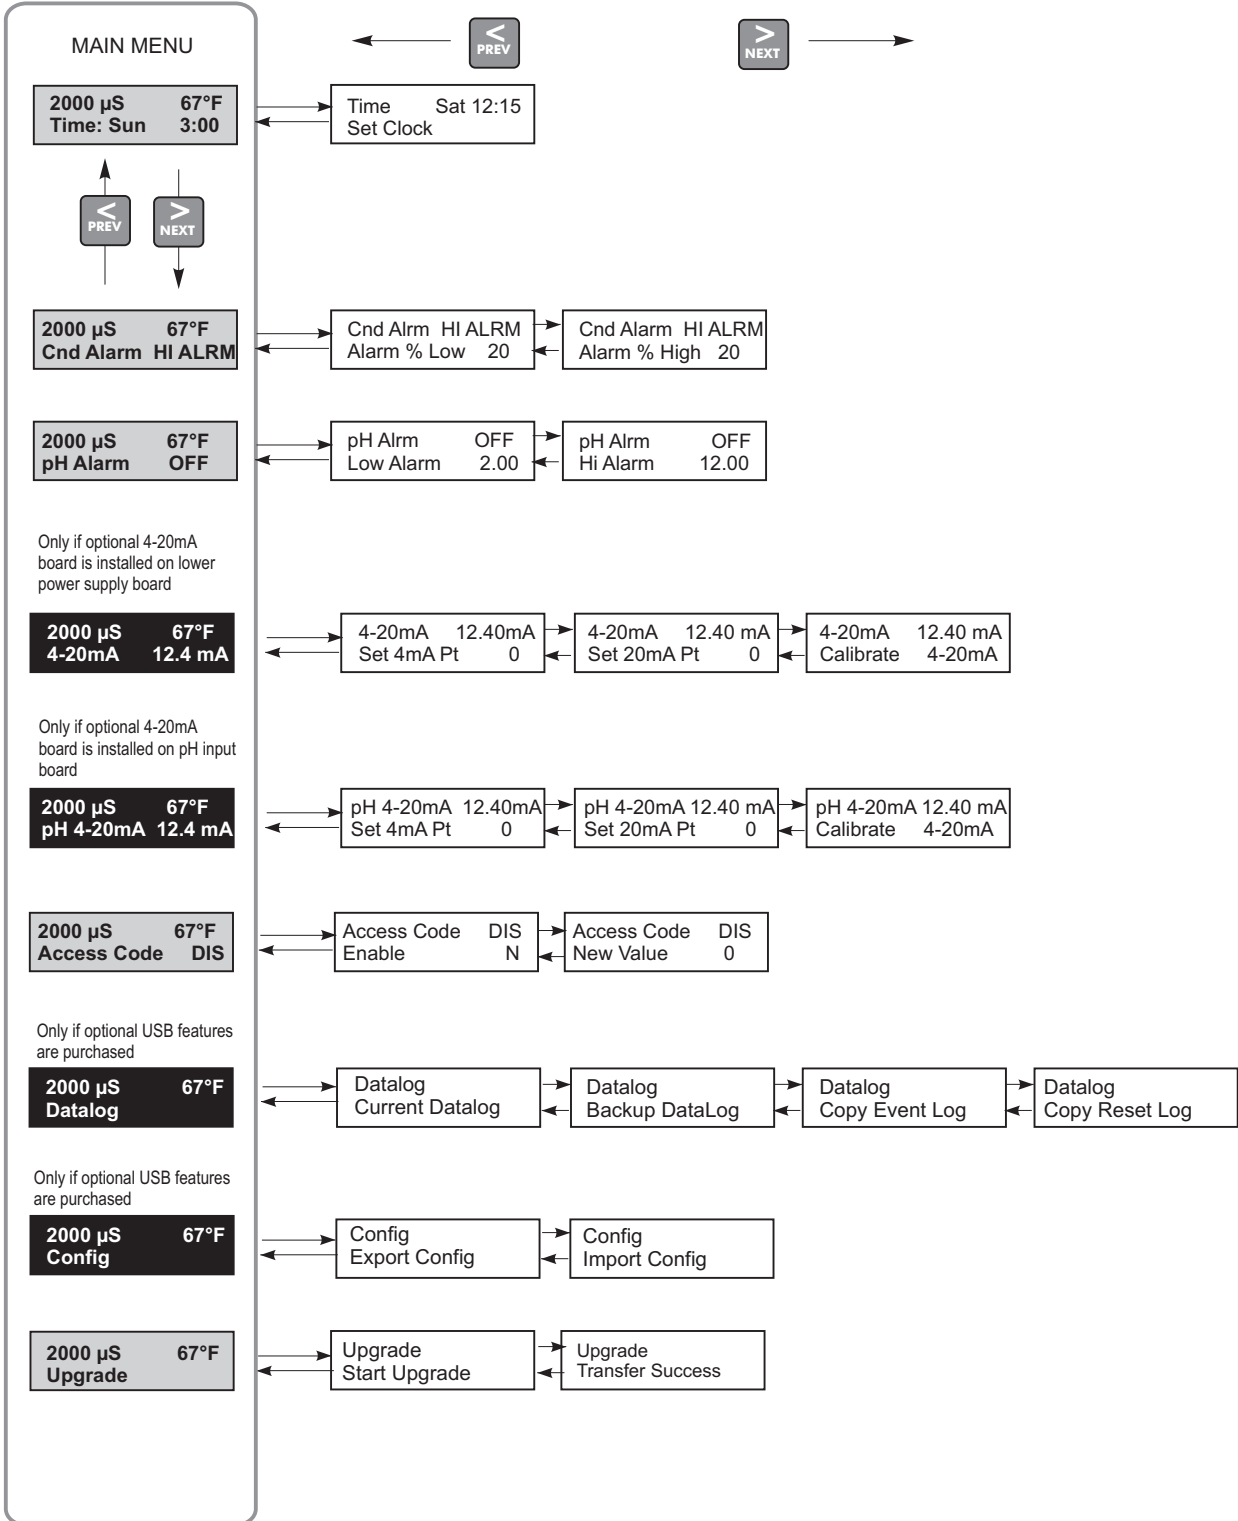 MAIN MENU
<
PREV
>
NEXT
2000 µS 67°F
Time: Sun 3:00
Time Sat 12:15
Set Clock
<
PREV
>
NEXT
2000 µS 67°F
Cnd Alarm HI ALRM
Cnd Alrm HI ALRM
Alarm % Low 20
Cnd Alarm HI ALRM
Alarm % High 20
2000 µS 67°F
pH Alarm OFF
pH Alrm OFF
Low Alarm 2.00
pH Alrm OFF
Hi Alarm 12.00
Only if optional 4-20mA
board is installed on lower
power supply board
2000 µS 67°F
4-20mA 12.4 mA
4-20mA 12.40mA
Set 4mA Pt 0
4-20mA 12.40 mA
Set 20mA Pt 0
4-20mA 12.40 mA
Calibrate 4-20mA
Only if optional 4-20mA
board is installed on pH input
board
2000 µS 67°F
pH 4-20mA 12.4 mA
pH 4-20mA 12.40mA
Set 4mA Pt 0
pH 4-20mA 12.40 mA
Set 20mA Pt 0
pH 4-20mA 12.40 mA
Calibrate 4-20mA
2000 µS 67°F
Access Code DIS
Access Code DIS
Enable N
Access Code DIS
New Value 0
Only if optional USB features
are purchased
2000 µS 67°F
Datalog
Datalog
Current Datalog
Datalog
Backup DataLog
Datalog
Copy Event Log
Datalog
Copy Reset Log
Only if optional USB features
are purchased
2000 µS 67°F
Config
Config
Export Config
Config
Import Config
2000 µS 67°F
Upgrade
Upgrade
Start Upgrade
Upgrade
Transfer Success